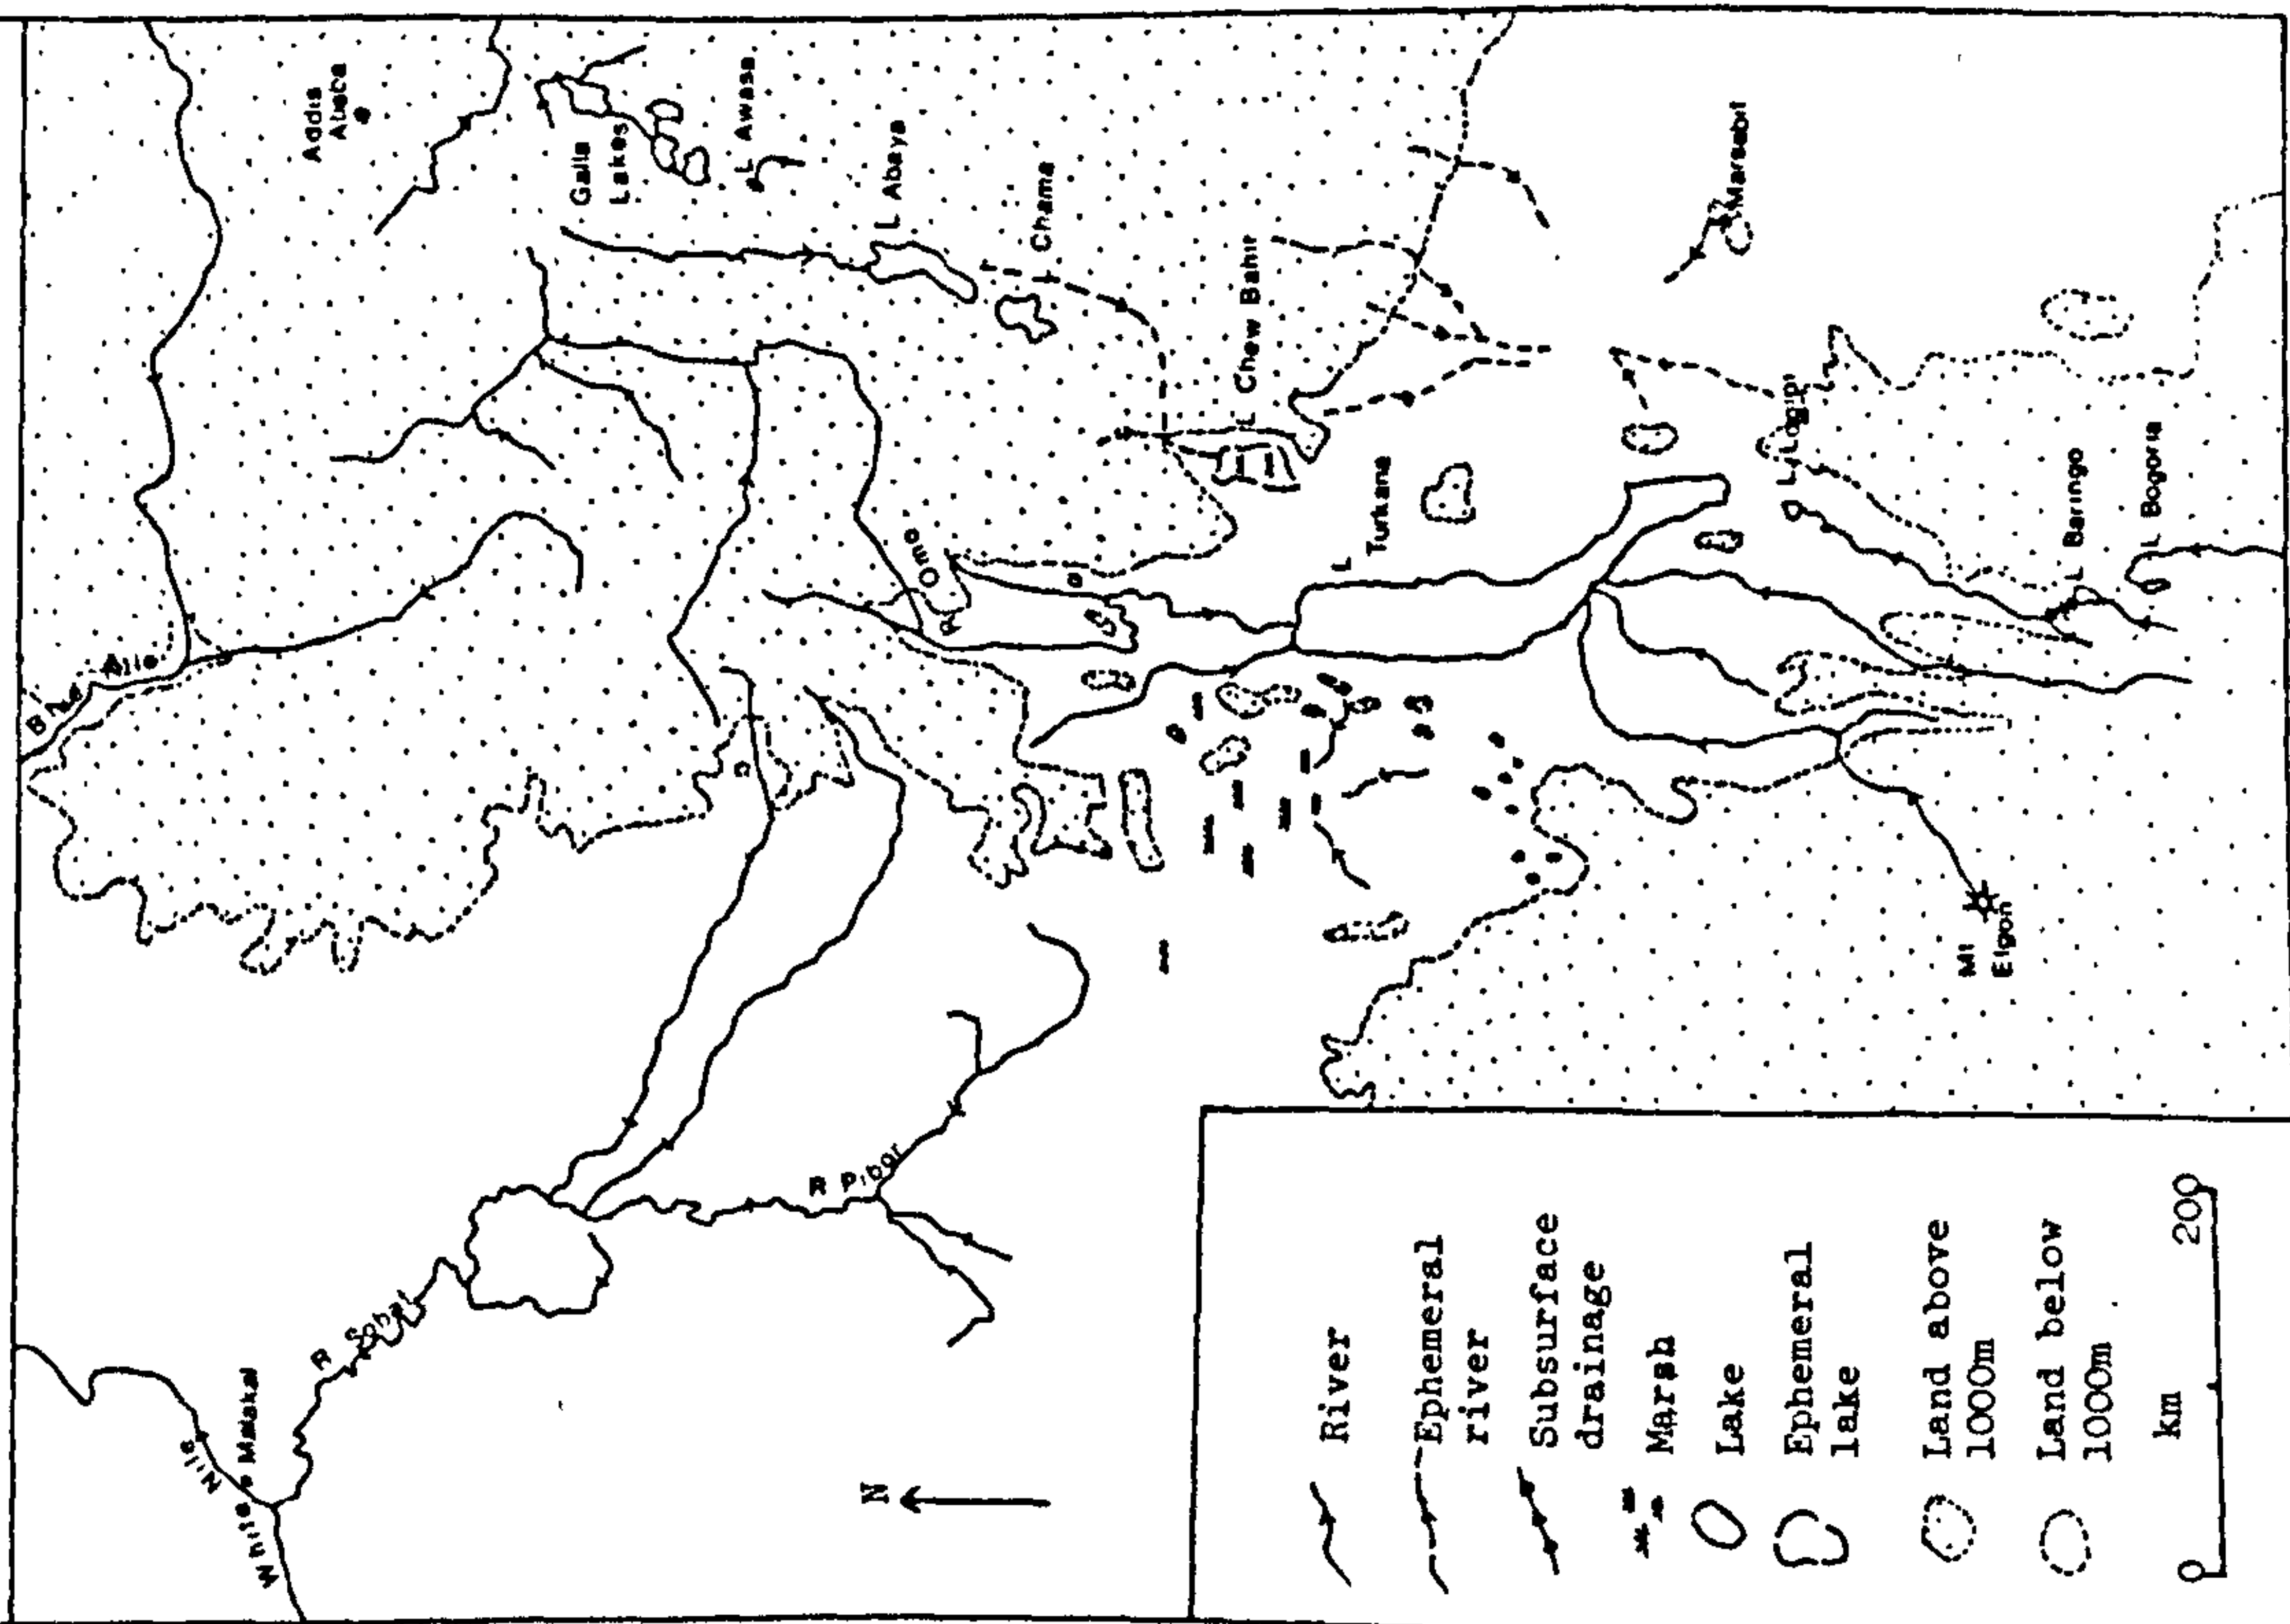 Addis
Ababa
Blue Nile
Galla
Lakes
L Awasa
L Abaya
L Chama
L Chew Bahir
R Omo
L Turkana
Marsabit
L Logipi
L Baringo
L Bogoria
Mt
Elgon
White Nile
Malakal
R Sobat
R Pibor
N
River
Ephemeral
river
Subsurface
drainage
Marsh
Lake
Ephemeral
lake
Land above
1000m
Land below
1000m
km
0 200